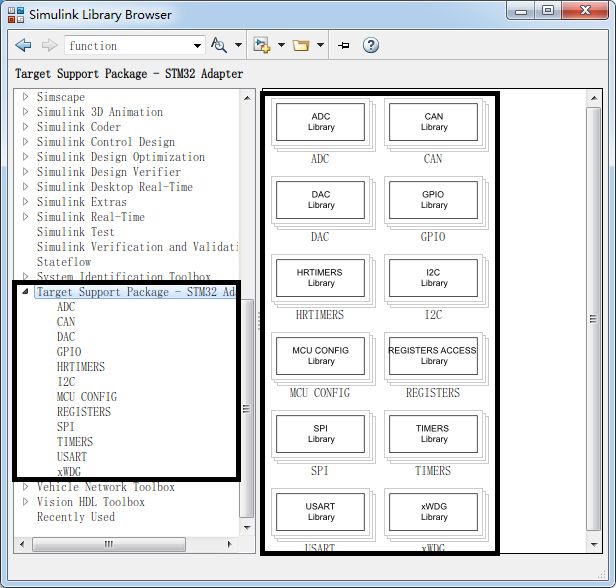 Simulink Library Browser
function
Target Support Package - STM32 Adapter
Simscape
Simulink 3D Animation
Simulink Coder
Simulink Control Design
Simulink Design Optimization
Simulink Design Verifier
Simulink Desktop Real-Time
Simulink Extras
Simulink Real-Time
Simulink Test
Simulink Verification and Validati
Stateflow
System Identification Toolbox
Target Support Package - STM32 Ada
ADC
CAN
DAC
GPIO
HRTIMERS
I2C
MCU CONFIG
REGISTERS
SPI
TIMERS
USART
xWDG
Vehicle Network Toolbox
Vision HDL Toolbox
Recently Used
ADC
Library
ADC
CAN
Library
CAN
DAC
Library
DAC
GPIO
Library
GPIO
HRTIMERS
Library
HRTIMERS
I2C
Library
I2C
MCU CONFIG
Library
MCU CONFIG
REGISTERS ACCESS
Library
REGISTERS
SPI
Library
SPI
TIMERS
Library
TIMERS
USART
Library
USART
xWDG
Library
xWDG